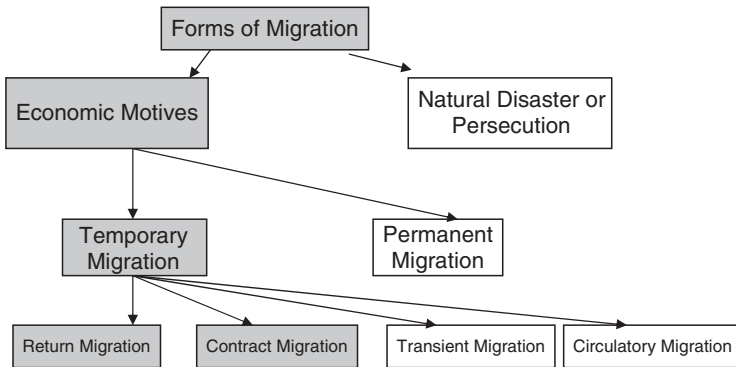 Forms of Migration
Economic Motives
Natural Disaster or
Persecution
Temporary
Migration
Permanent
Migration
Return Migration
Contract Migration
Transient Migration
Circulatory Migration